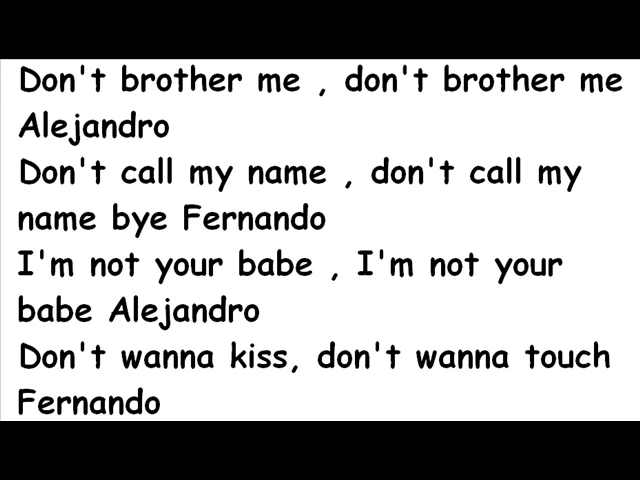 Don't brother me , don't brother me
Alejandro
Don't call my name , don't call my
name bye Fernando
I'm not your babe , I'm not your
babe Alejandro
Don't wanna kiss, don't wanna touch
Fernando